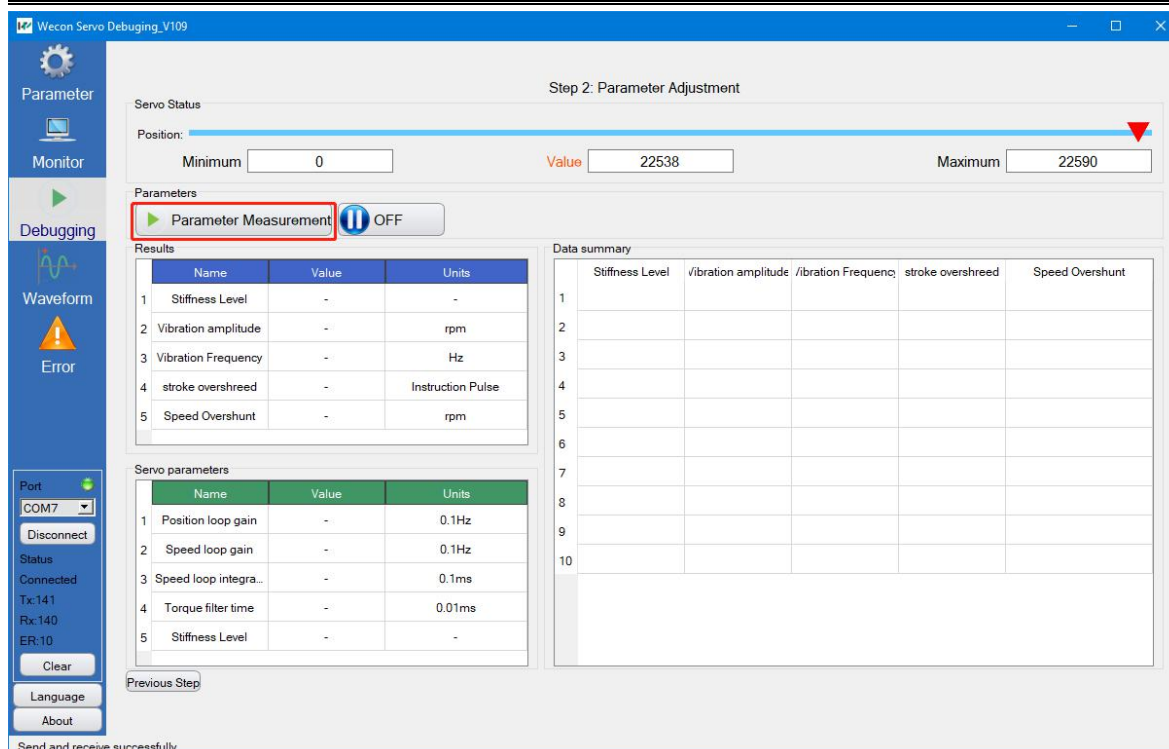 Wecon Servo Debuging_V109
Parameter
Monitor
Debugging
Waveform
Error
Port
COM7
Disconnect
Status
Connected
Tx:141
Rx:140
ER:10
Clear
Language
About
Step 2: Parameter Adjustment
Servo Status
Position:
Minimum 0 Value 22538 Maximum 22590
Parameters
Parameter Measurement OFF
Results
Name Value Units
1 Stiffness Level - -
2 Vibration amplitude - rpm
3 Vibration Frequency - Hz
4 stroke overshreed - Instruction Pulse
5 Speed Overshunt - rpm
Servo parameters
Name Value Units
1 Position loop gain - 0.1Hz
2 Speed loop gain - 0.1Hz
3 Speed loop integra... - 0.1ms
4 Torque filter time - 0.01ms
5 Stiffness Level - -
Data summary
Stiffness Level /ibration amplitude /ibration Frequency stroke overshreed Speed Overshunt
1
2
3
4
5
6
7
8
9
10
Previous Step
Send and receive successfully